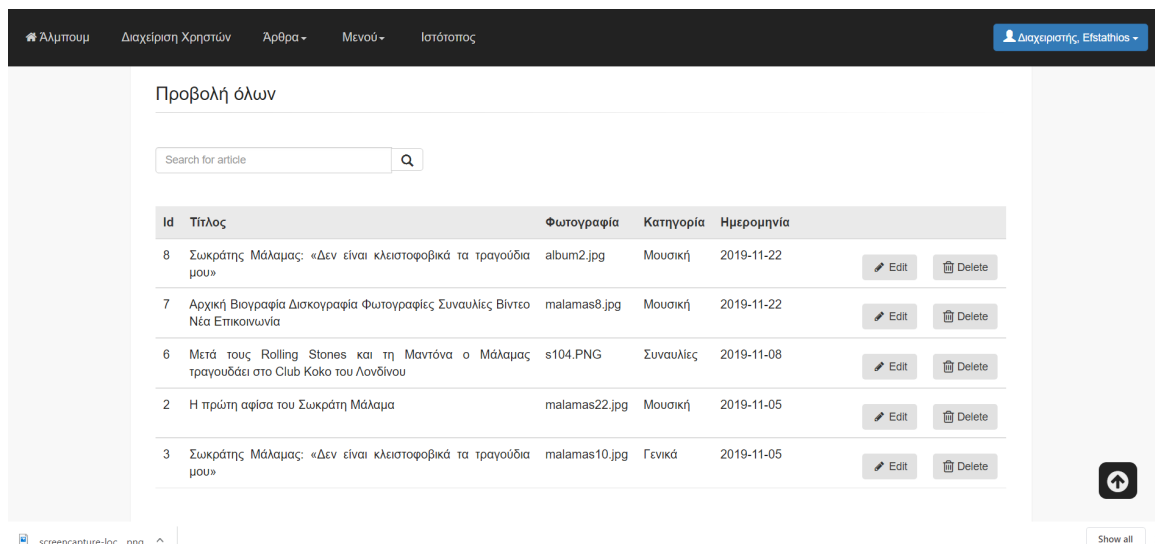 Άλμπουμ Διαχείριση Χρηστών Άρθρα Μενού Ιστότοπος Διαχειριστής, Efstathios
Προβολή όλων
Search for article
Id Τίτλος Φωτογραφία Κατηγορία Ημερομηνία
8 Σωκράτης Μάλαμας: «Δεν είναι κλειστοφοβικά τα τραγούδια album2.jpg Μουσική 2019-11-22
μου»
Edit Delete
7 Αρχική Βιογραφία Δισκογραφία Φωτογραφίες Συναυλίες Βίντεο malamas8.jpg Μουσική 2019-11-22
Νέα Επικοινωνία
Edit Delete
6 Μετά τους Rolling Stones και τη Μαντόνα ο Μάλαμας s104.PNG Συναυλίες 2019-11-08
τραγουδάει στο Club Koko του Λονδίνου
Edit Delete
2 Η πρώτη αφίσα του Σωκράτη Μάλαμα malamas22.jpg Μουσική 2019-11-05
Edit Delete
3 Σωκράτης Μάλαμας: «Δεν είναι κλειστοφοβικά τα τραγούδια malamas10.jpg Γενικά 2019-11-05
μου»
Edit Delete
screencapture-loc...png Show all